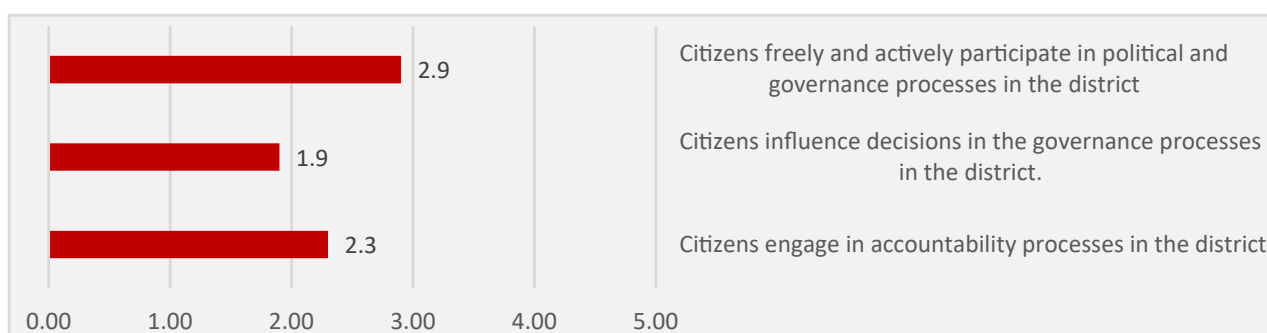 2.9
Citizens freely and actively participate in political and
governance processes in the district
1.9
Citizens influence decisions in the governance processes
in the district.
2.3
Citizens engage in accountability processes in the district
0.00 1.00 2.00 3.00 4.00 5.00